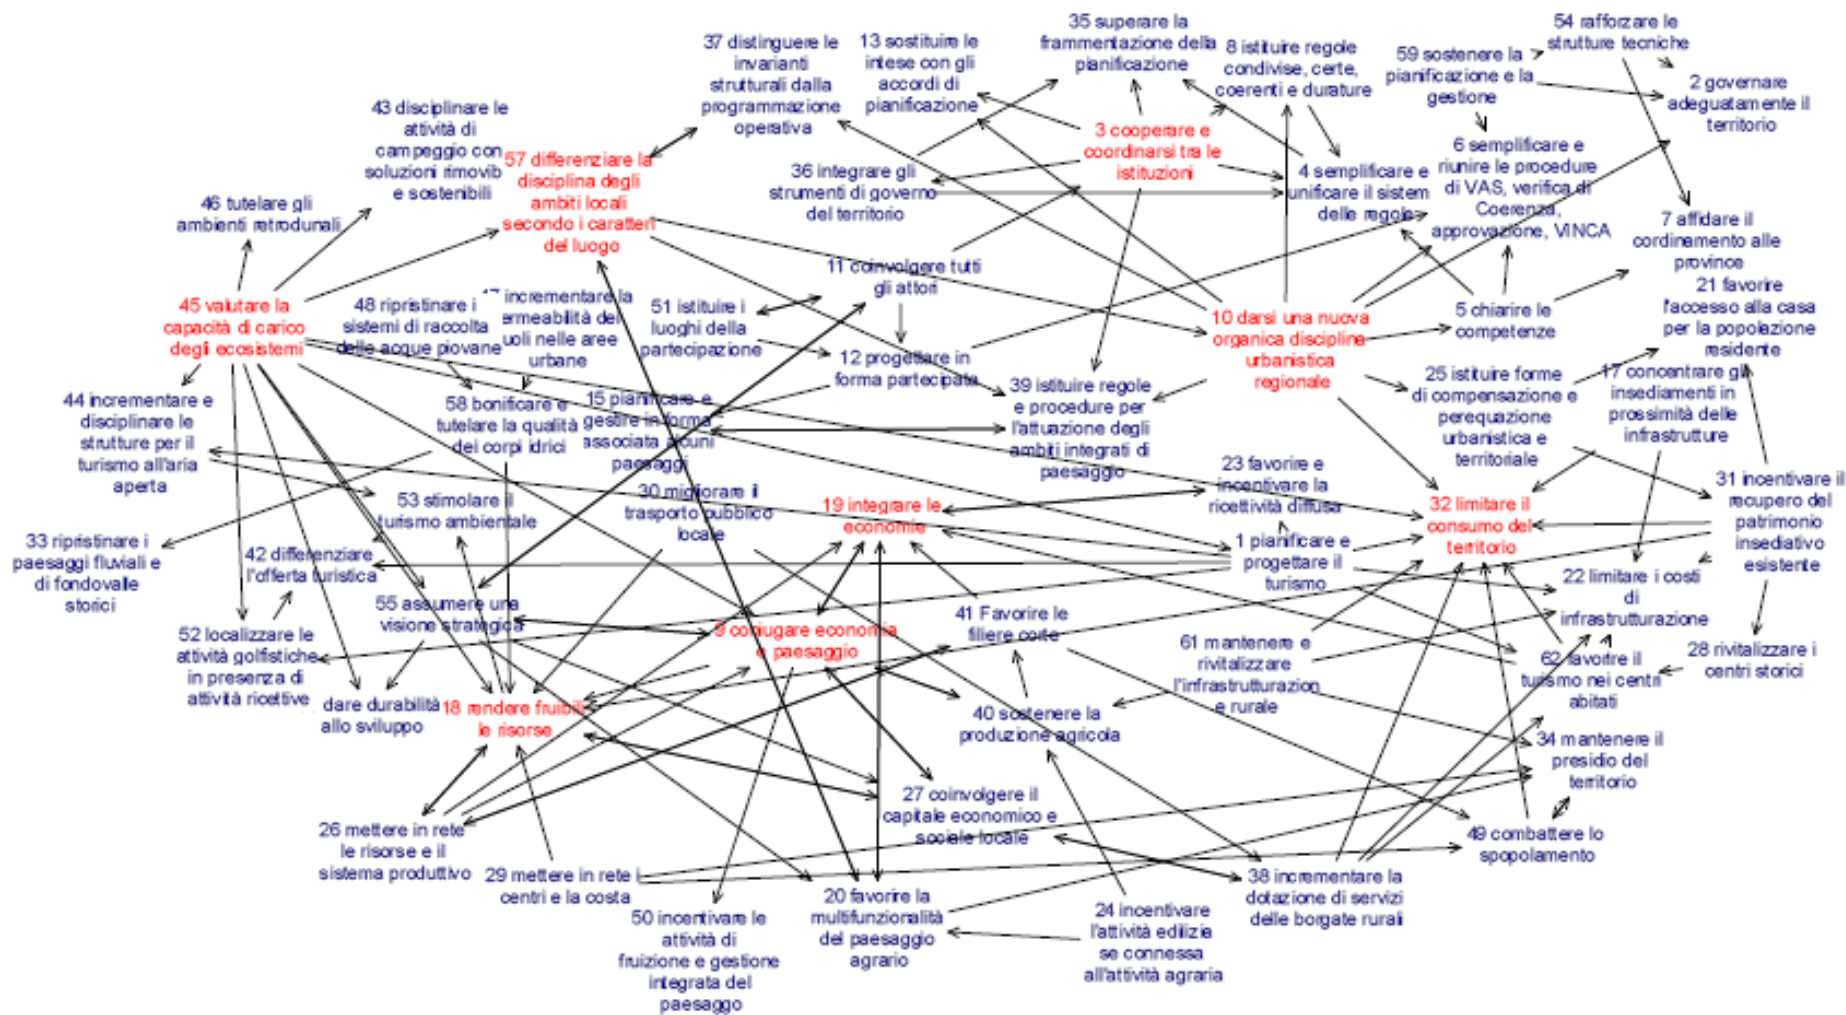 35 superare la
frammentazione della
pianificazione
54 rafforzare le
strutture tecniche
37 distinguere le
invarianti
strutturali dalla
programmazione
operativa
13 sostituire le
intese con gli
accordi di
pianificazione
8 istituire regole
condivise, certe,
coerenti e durature
59 sostenere la
pianificazione e la
gestione
2 governare
adeguatamente il
territorio
43 disciplinare le
attività di
campeggio con
soluzioni rimovib
e sostenibili
57 differenziare la
disciplina degli
ambiti locali
secondo i caratteri
del luogo
3 cooperare e
coordinarsi tra le
istituzioni
36 integrare gli
strumenti di governo
del territorio
4 semplificare e
unificare il sistem
delle regole
6 semplificare e
riunire le procedure
di VAS, verifica di
Coerenza,
approvazione, VINCA
46 tutelare gli
ambienti retrodunali
7 affidare il
cordinamento alle
province
11 coinvolgere tutti
gli attori
45 valutare la
capacità di carico
degli ecosistemi
48 ripristinare i
sistemi di raccolta
delle acque piovane
incrementare la
ermeabilità dei
uoli nelle aree
urbane
51 istituire i
luoghi della
partecipazione
10 darsi una nuova
organica disciplina
urbanistica
regionale
5 chiarire le
competenze
21 favorire
l'accesso alla casa
per la popolazione
residente
12 progettare in
forma partecipata
44 incrementare e
disciplinare le
strutture per il
turismo all'aria
aperta
58 bonificare e
tutelare la qualità
dei corpi idrici
15 pianificare e
gestire in forma
associata alcuni
paesaggi
39 istituire regole
e procedure per
l'attuazione degli
ambiti integrati di
paesaggio
25 istituire forme
di compensazione e
perequazione
urbanistica e
territoriale
17 concentrare gli
insediamenti in
prossimità delle
infrastrutture
23 favorire e
incentivare la
ricettività diffusa
31 incentivare il
recupero del
patrimonio
insediativo
esistente
53 stimolare il
turismo ambientale
30 migliorare il
trasporto pubblico
locale
19 integrare le
economie
32 limitare il
consumo del
territorio
33 ripristinare i
paesaggi fluviali e
di fondovalle
storici
42 differenziare
l'offerta turistica
1 pianificare e
progettare il
turismo
22 limitare i costi
di
infrastrutturazione
55 assumere una
visione strategica
9 coniugare economia
e paesaggio
41 Favorire le
filiere corte
52 localizzare le
attività golfistiche
in presenza di
attività ricettive
61 mantenere e
rivitalizzare
l'infrastrutturazion
e rurale
62 favorire il
turismo nei centri
abitati
28 rivitalizzare i
centri storici
dare durabilità
allo sviluppo
18 rendere fruibili
le risorse
40 sostenere la
produzione agricola
34 mantenere il
presidio del
territorio
27 coinvolgere il
capitale economico e
sociale locale
26 mettere in rete
le risorse e il
sistema produttivo
49 combattere lo
spopolamento
29 mettere in rete i
centri e la costa
38 incrementare la
dotazione di servizi
delle borgate rurali
20 favorire la
multifunzionalità
del paesaggio
agrario
24 incentivare
l'attività edilizia
se connessa
all'attività agraria
50 incentivare le
attività di
fruizione e gestione
integrata del
paesaggo